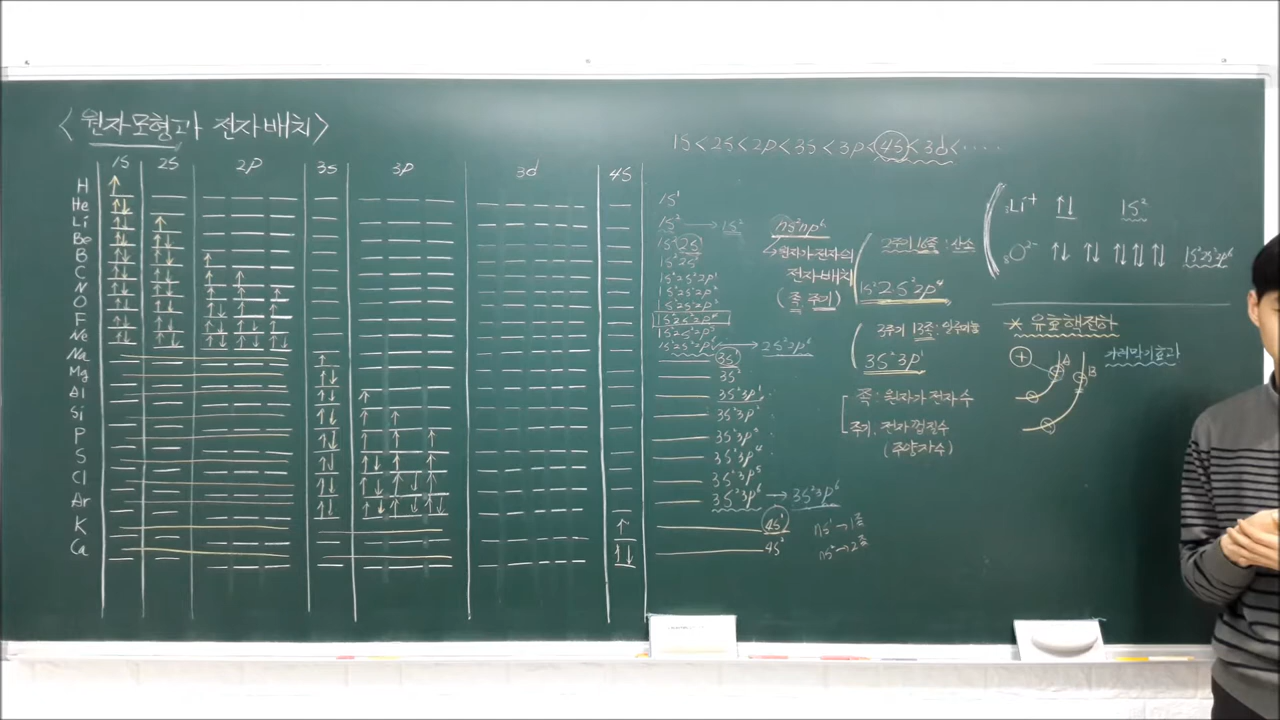 <원자모형과 전자배치>
1S 2S 2P 3S 3P 3d 4S
H
He
Li
Be
B
C
N
O
F
Ne
Na
Mg
Al
Si
P
S
Cl
Ar
K
Ca
1S<2S<2P<3S<3P<4S<3d<.....
1S¹
1S² → 1S²
1S²2S¹
1S²2S²
1S²2S²2P¹
1S²2S²2P²
1S²2S²2P³
1S²2S²2P⁴
1S²2S²2P⁵
1S²2S²2P⁶ → 2S²2P⁶
3S¹
3S²
3S²3P¹
3S²3P²
3S²3P³
3S²3P⁴
3S²3P⁵
3S²3P⁶ → 3S²3P⁶
4S¹ nS¹→1족
4S² nS²→2족
nS²nP⁶
원자가 전자의
전자배치
(족 주기)
2주기 16족 : 산소
1S²2S²2P⁴
3주기 13족 : 알루미늄
3S²3P¹
족 : 원자가 전자수
주기. 전자껍질수
(주양자수)
₃Li⁺ ↑↓ 1S²
₈O²⁻ ↑↓ ↑↓ ↑↓↑↓↑↓ 1S²2S²2P⁶
* 유효핵전하
+ A B 가려막기효과